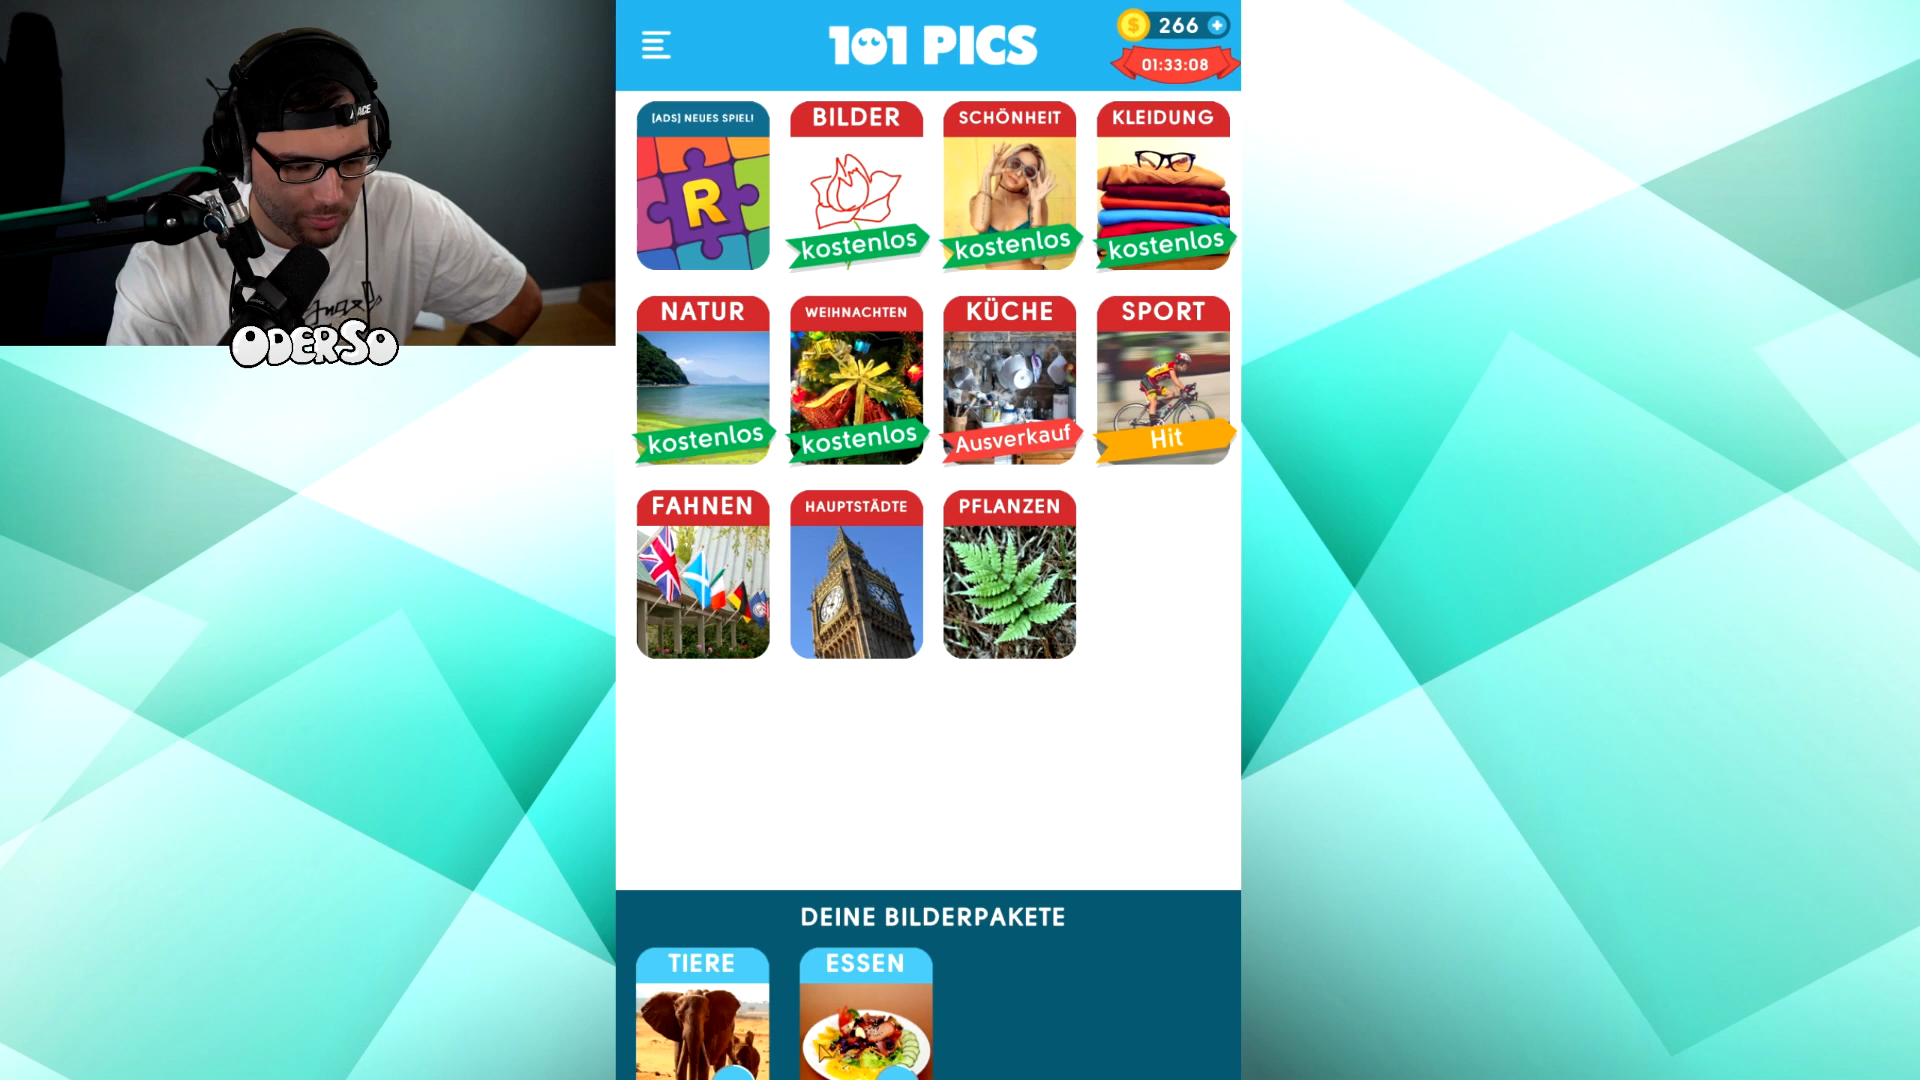 101 PICS
266
01:33:08
[ADS] NEUES SPIEL!
R
BILDER
kostenlos
SCHÖNHEIT
kostenlos
KLEIDUNG
kostenlos
NATUR
kostenlos
WEIHNACHTEN
kostenlos
KÜCHE
Ausverkauf
SPORT
Hit
FAHNEN
HAUPTSTÄDTE
PFLANZEN
ODERSO
DEINE BILDERPAKETE
TIERE
ESSEN